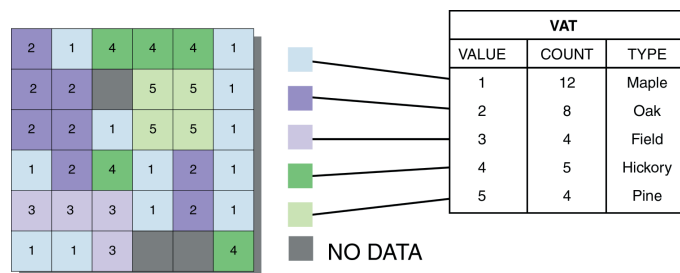 2 1 4 4 4 1
2 2 5 5 1
2 2 1 5 5 1
1 2 4 1 2 1
3 3 3 1 2 1
1 1 3 4
NO DATA
VAT
VALUE COUNT TYPE
1 12 Maple
2 8 Oak
3 4 Field
4 5 Hickory
5 4 Pine